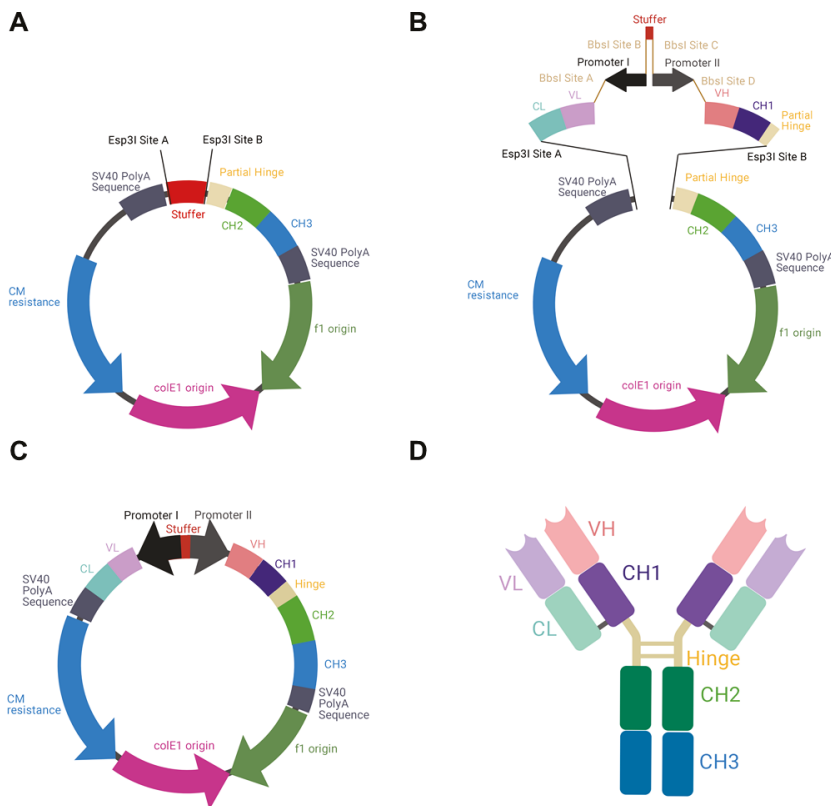 A
Esp3I Site A
Esp3I Site B
SV40 PolyA
Sequence
Partial Hinge
Stuffer
CH2
CH3
SV40 PolyA
Sequence
CM
resistance
f1 origin
colE1 origin
B
Stuffer
BbsI Site B
BbsI Site C
Promoter I
Promoter II
BbsI Site A
BbsI Site D
VL
VH
CL
CH1
Partial
Hinge
Esp3I Site A
Esp3I Site B
SV40 PolyA
Sequence
Partial Hinge
CH2
CH3
SV40 PolyA
Sequence
CM
resistance
f1 origin
colE1 origin
C
Promoter I
Promoter II
Stuffer
VL
VH
CL
CH1
SV40
PolyA
Sequence
Hinge
CH2
CH3
CM
resistance
SV40
PolyA
Sequence
f1 origin
colE1 origin
D
VH
VL
CH1
CL
Hinge
CH2
CH3